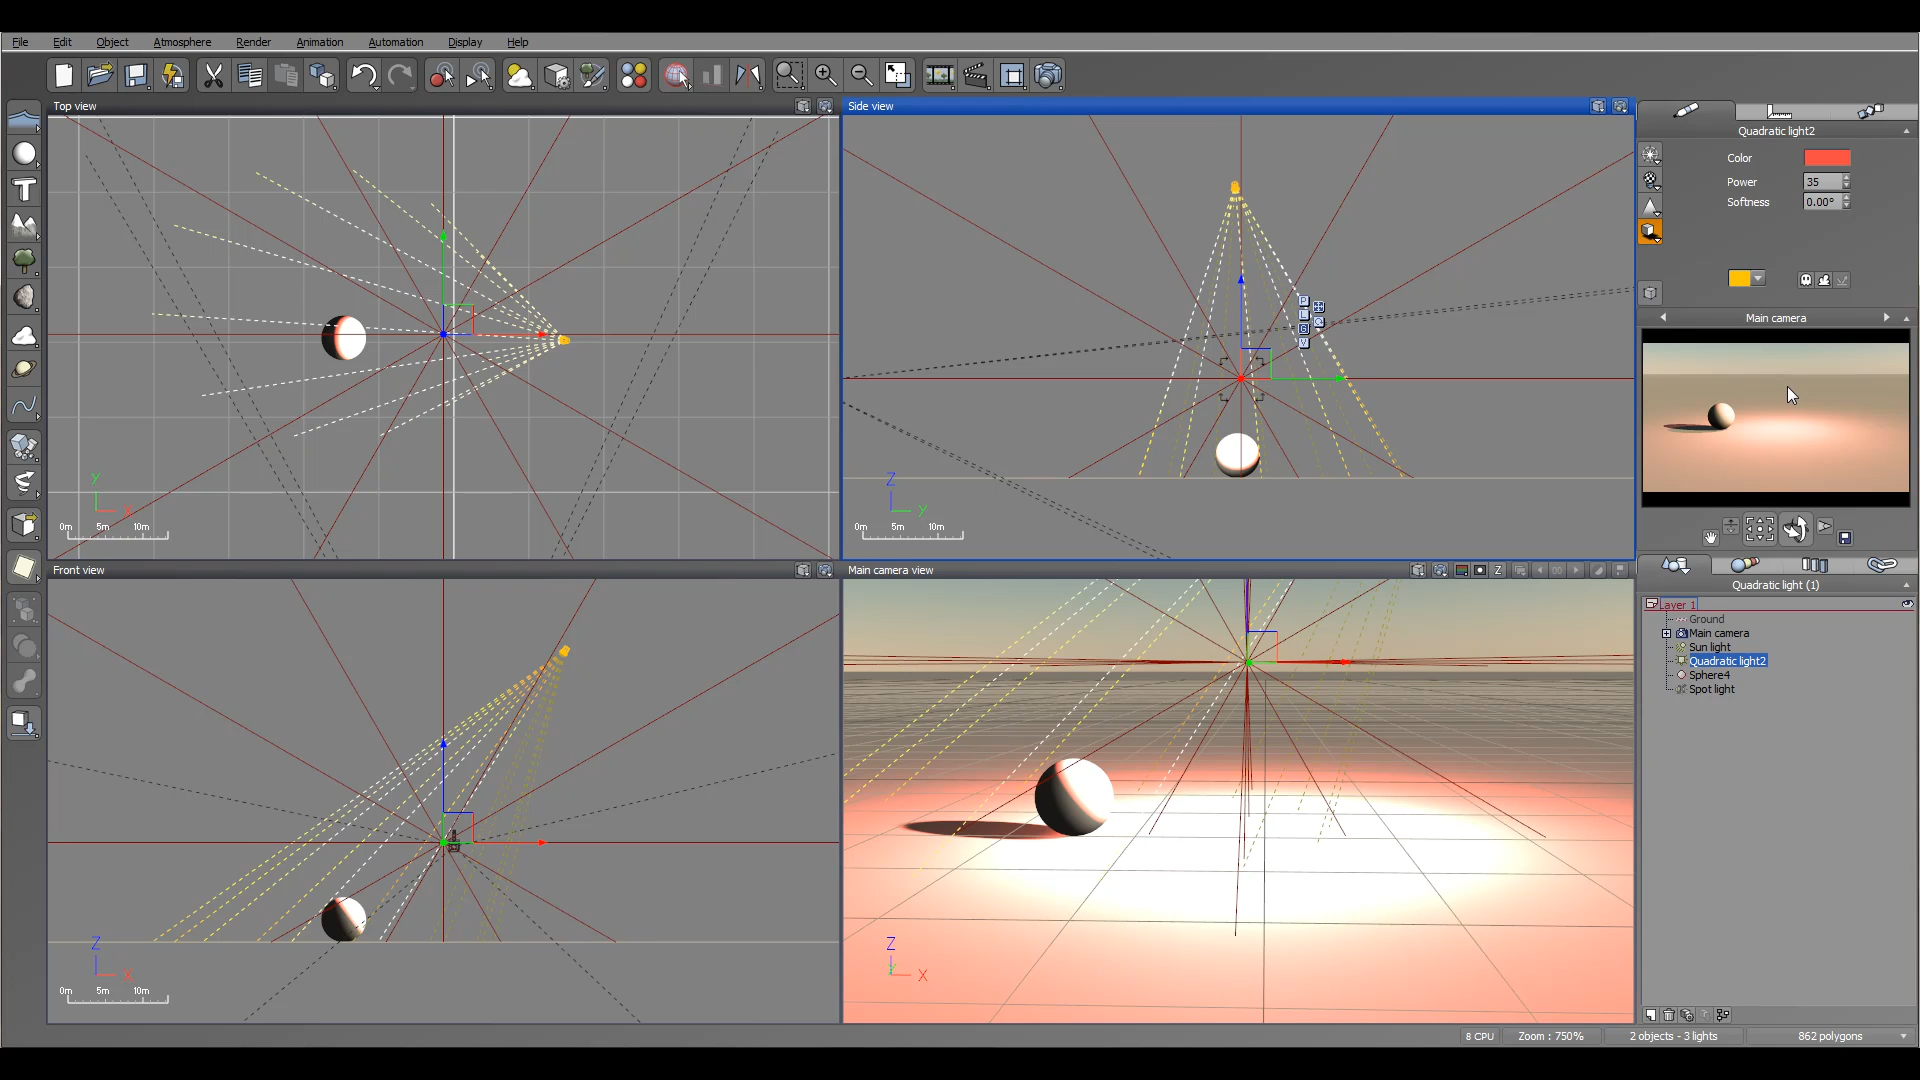 File Edit Object Atmosphere Render Animation Automation Display Help
Top view
Side view
Quadratic light2
Color
Power 35
Softness 0.00°
Main camera
y
x
0m 5m 10m
Z
y
0m 5m 10m
P
L
G
V
Front view
Main camera view
Z
Quadratic light (1)
Layer 1
Ground
Main camera
Sun light
Quadratic light2
Sphere4
Spot light
Z
X
0m 5m 10m
Z
Y
X
8 CPU Zoom : 750% 2 objects - 3 lights 862 polygons